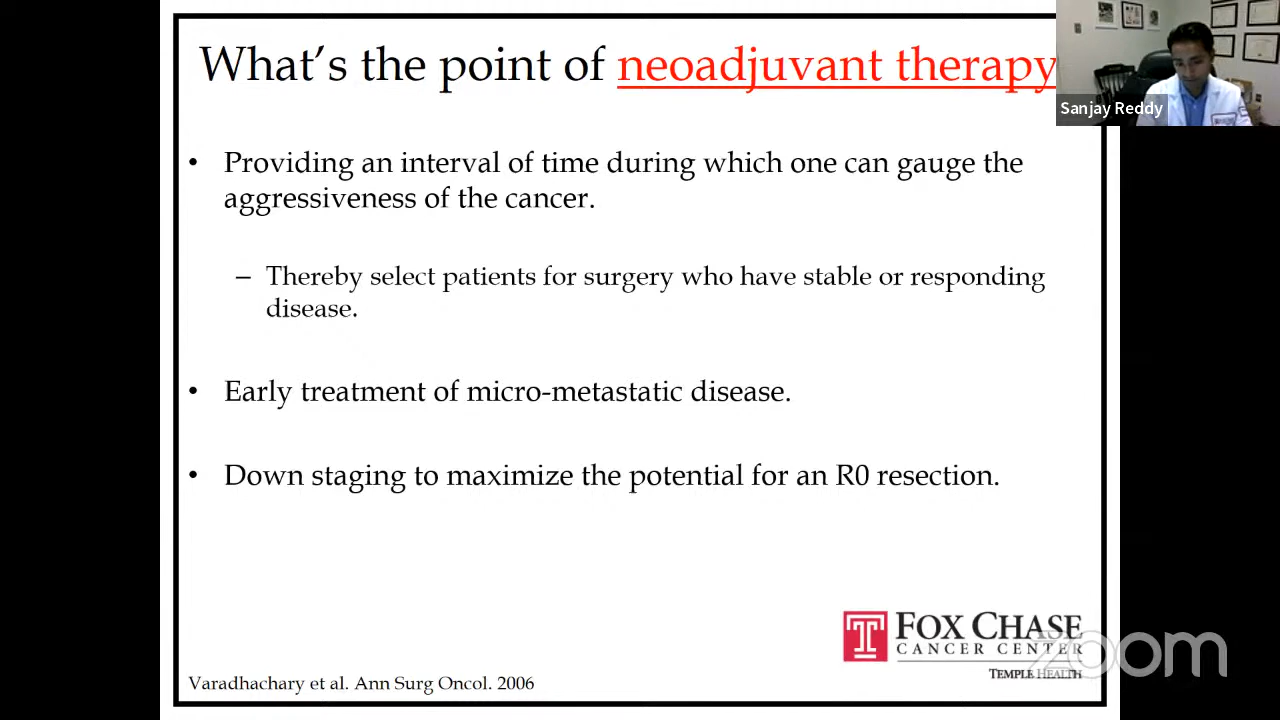 What's the point of neoadjuvant therapy
Sanjay Reddy
• Providing an interval of time during which one can gauge the
aggressiveness of the cancer.
– Thereby select patients for surgery who have stable or responding
disease.
• Early treatment of micro-metastatic disease.
• Down staging to maximize the potential for an R0 resection.
FOX CHASE
CANCER CENTER
TEMPLE HEALTH
zoom
Varadhachary et al. Ann Surg Oncol. 2006